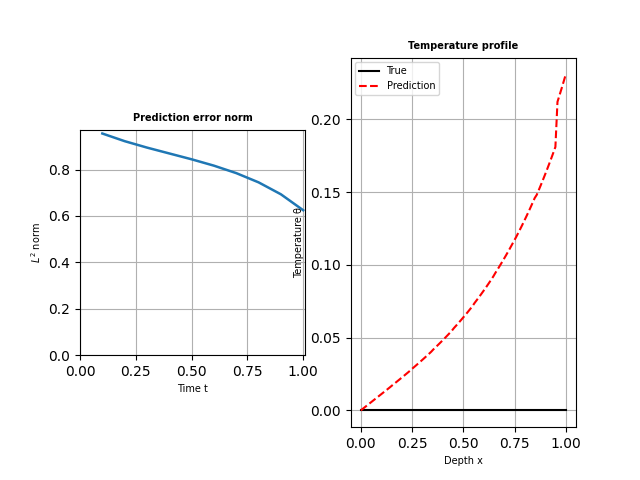 Prediction error norm
L² norm
0.8
0.6
0.4
0.2
0.0
0.00 0.25 0.50 0.75 1.00
Time t
Temperature profile
True
Prediction
Temperature θ
0.20
0.15
0.10
0.05
0.00
0.00 0.25 0.50 0.75 1.00
Depth x